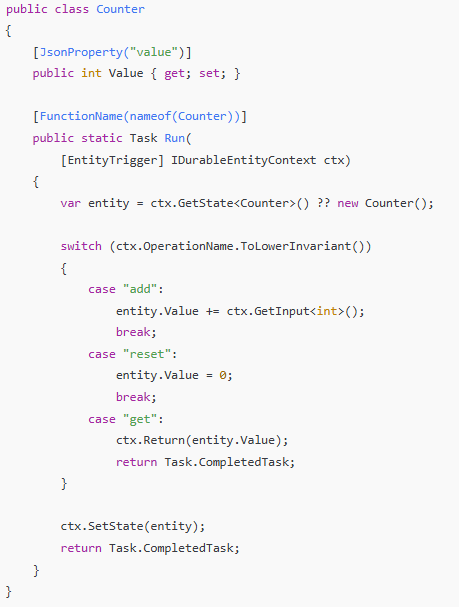 public class Counter
{
    [JsonProperty("value")]
    public int Value { get; set; }

    [FunctionName(nameof(Counter))]
    public static Task Run(
        [EntityTrigger] IDurableEntityContext ctx)
    {
        var entity = ctx.GetState<Counter>() ?? new Counter();

        switch (ctx.OperationName.ToLowerInvariant())
        {
            case "add":
                entity.Value += ctx.GetInput<int>();
                break;
            case "reset":
                entity.Value = 0;
                break;
            case "get":
                ctx.Return(entity.Value);
                return Task.CompletedTask;
        }

        ctx.SetState(entity);
        return Task.CompletedTask;
    }
}